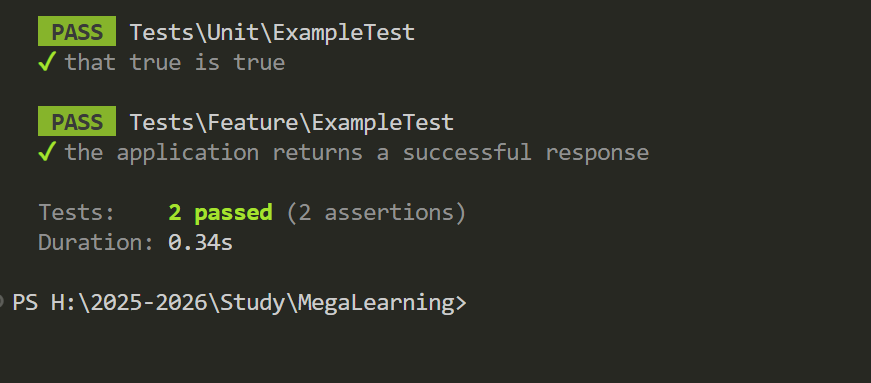 PASS Tests\Unit\ExampleTest
✓ that true is true
PASS Tests\Feature\ExampleTest
✓ the application returns a successful response
Tests: 2 passed (2 assertions)
Duration: 0.34s
PS H:\2025-2026\Study\MegaLearning>